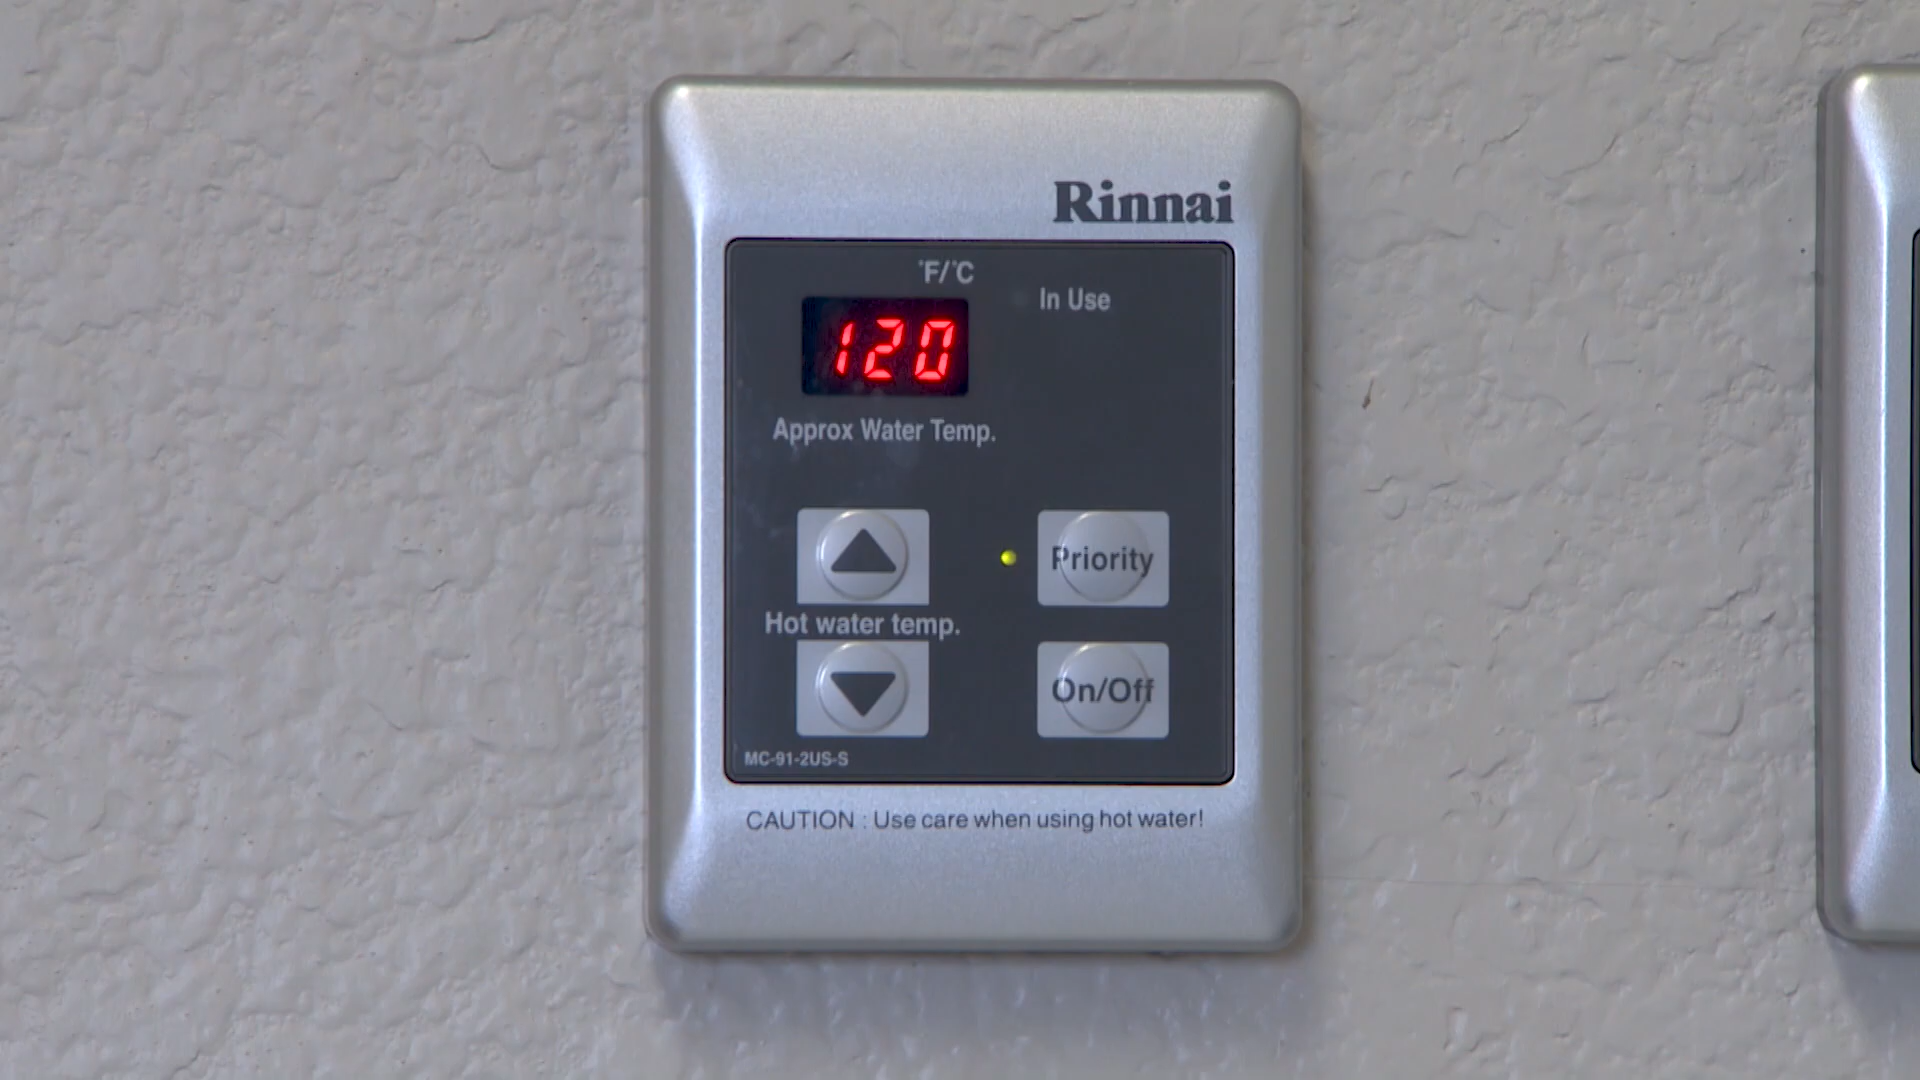 Rinnai
°F/°C
In Use
120
Approx Water Temp.
Priority
Hot water temp.
On/Off
MC-91-2US-S
CAUTION : Use care when using hot water!